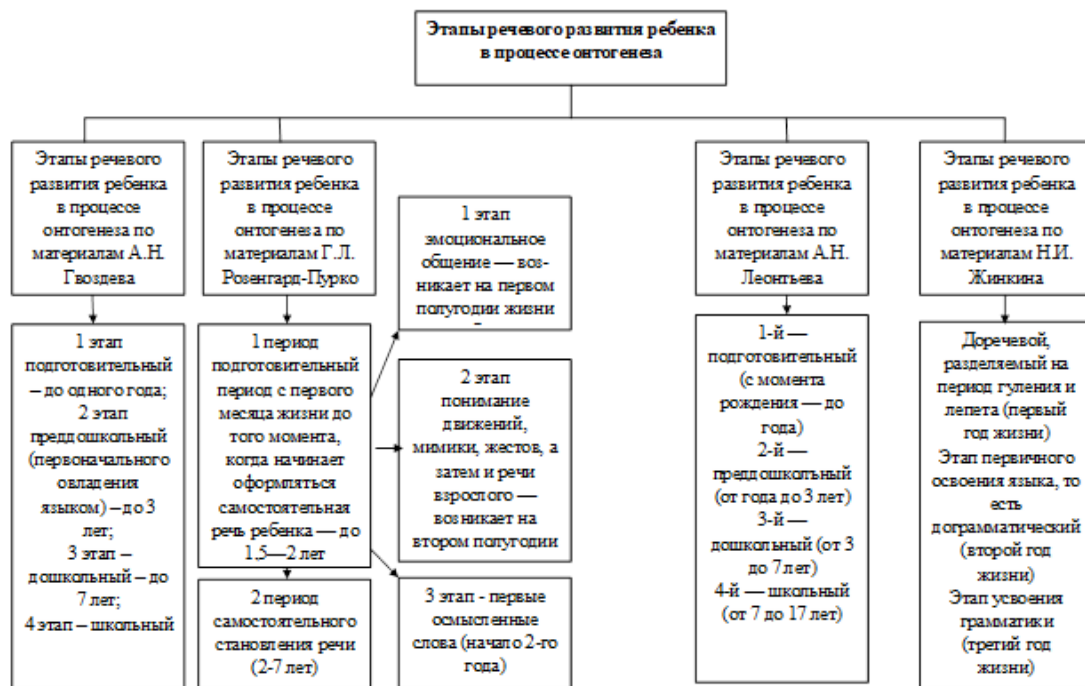 Этапы речевого развития ребенка
в процессе онтогенеза
Этапы речевого
развития ребенка
в процессе
онтогенеза по
материалам А.Н.
Гвоздева
Этапы речевого
развития ребенка
в процессе
онтогенеза по
материалам Г.Л.
Розенгард-Пурко
1 этап
эмоциональное
общение — воз-
никает на первом
полугодии жизни
Этапы речевого
развития ребенка
в процессе
онтогенеза по
материалам А.Н.
Леонтьева
Этапы речевого
развития ребенка
в процессе
онтогенеза по
материалам Н.И.
Жинкина
1 этап
подготовительный
– до одного года;
2 этап
преддошкольный
(первоначального
овладения
языком) – до 3
лет;
3 этап –
дошкольный – до
7 лет;
4 этап – школьный
1 период
подготовительный
период с первого
месяца жизни до
того момента,
когда начинает
оформляться
самостоятельная
речь ребенка — до
1,5—2 лет
2 этап
понимание
движений,
мимики, жестов, а
затем и речи
взрослого —
возникает на
втором полугодии
2 период
самостоятельного
становления речи
(2-7 лет)
3 этап - первые
осмысленные
слова (начало 2-го
года)
1-й —
подготовительный
(с момента
рождения — до
года)
2-й —
преддошкольный
(от года до 3 лет)
3-й —
дошкольный (от 3
до 7 лет)
4-й — школьный
(от 7 до 17 лет)
Доречевой,
разделяемый на
период гуления и
лепета (первый
год жизни)
Этап первичного
освоения языка, то
есть
дограмматический
(второй год
жизни)
Этап усвоения
грамматики
(третий год
жизни)